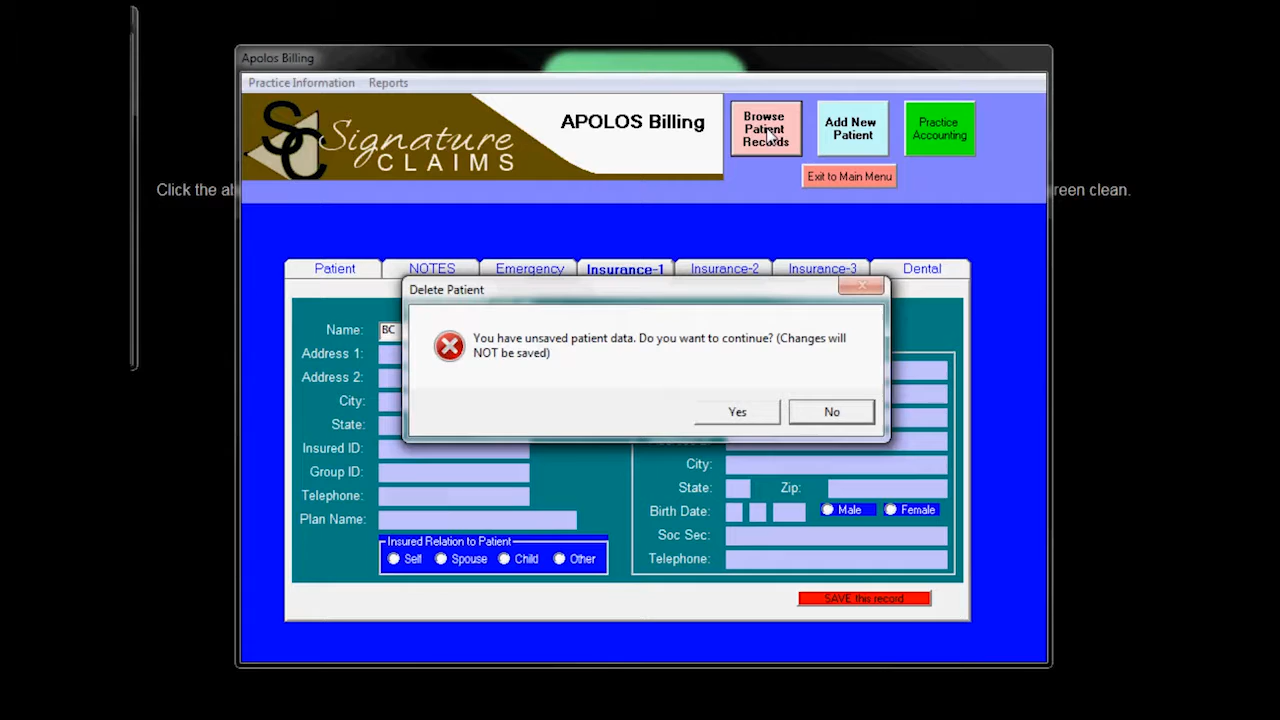 Apolos Billing
Practice Information Reports
SC Signature CLAIMS
APOLOS Billing
Browse Patient Records
Add New Patient
Practice Accounting
Exit to Main Menu
Click the
reen clean.
Patient NOTES Emergency Insurance-1 Insurance-2 Insurance-3 Dental
Delete Patient
You have unsaved patient data. Do you want to continue? (Changes will
NOT be saved)
Yes No
Name: BC
Address 1:
Address 2:
City:
State:
Insured ID:
Group ID:
Telephone:
Plan Name:
Insured Relation to Patient
Self Spouse Child Other
City:
State: Zip:
Birth Date: Male Female
Soc Sec:
Telephone:
SAVE this record